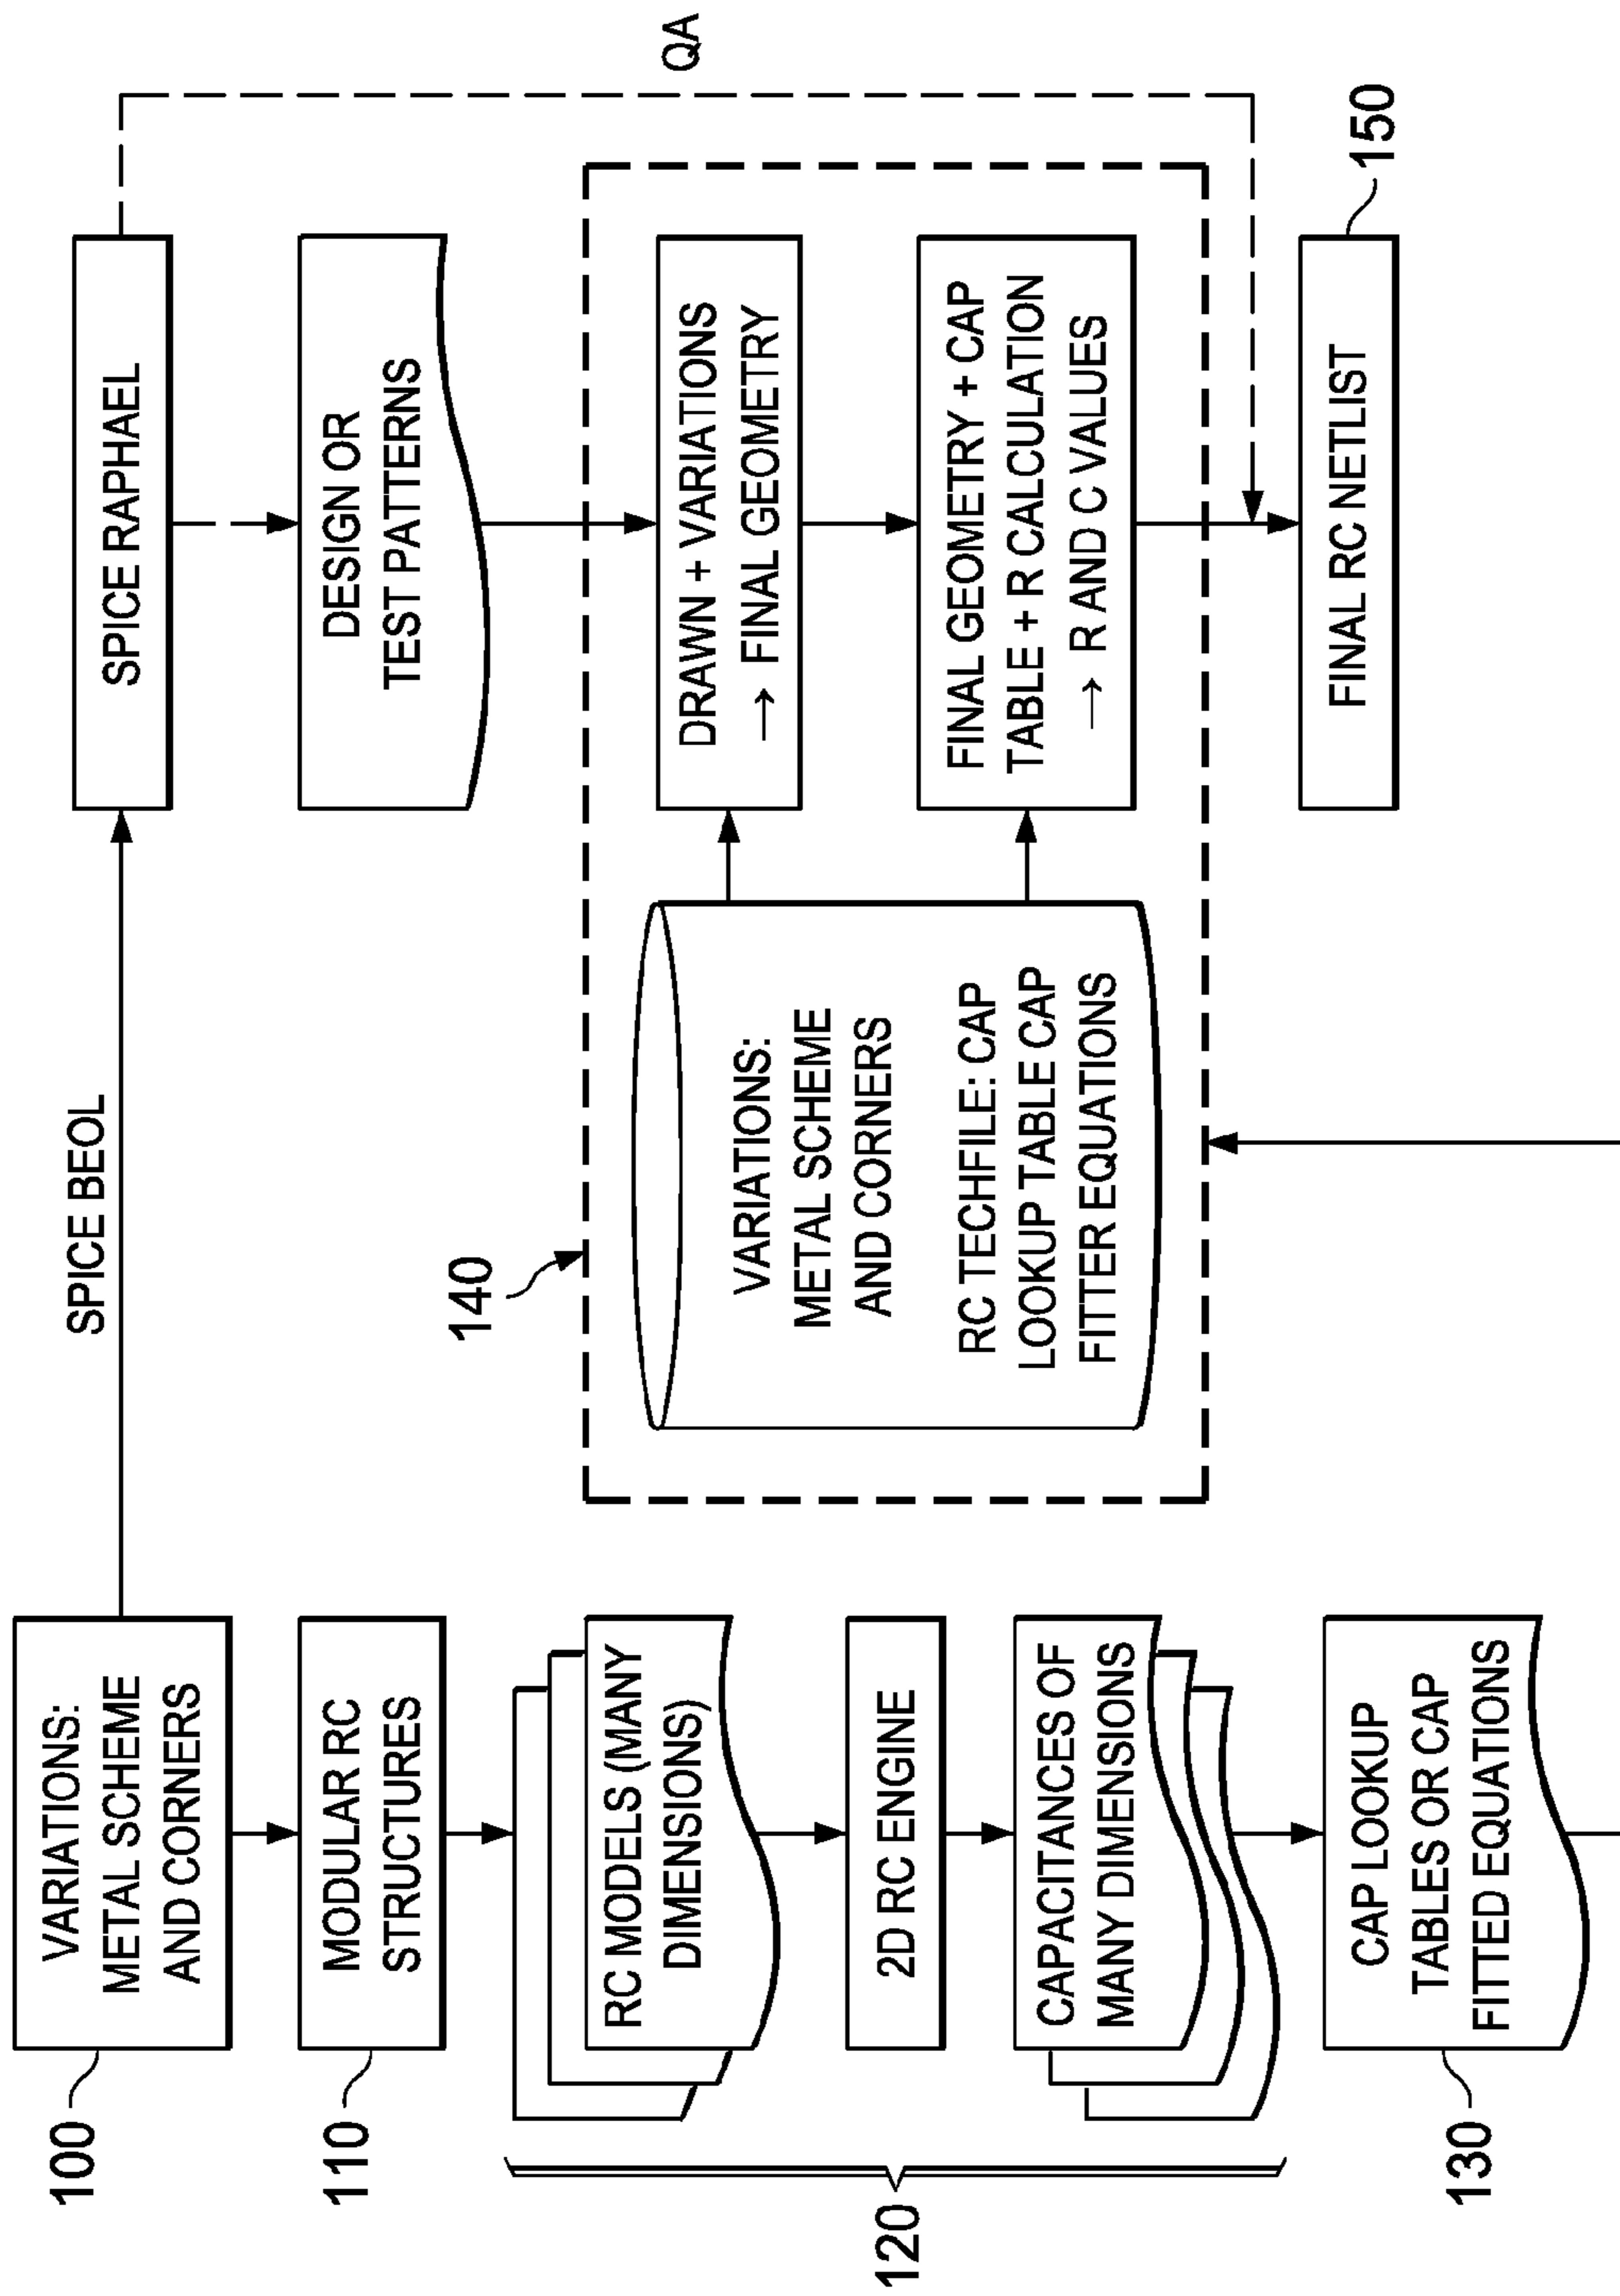 100
VARIATIONS:
METAL SCHEME
AND CORNERS
110
MODULAR RC
STRUCTURES
120
RC MODELS (MANY
DIMENSIONS)
2D RC ENGINE
CAPACITANCES OF
MANY DIMENSIONS
130
CAP LOOKUP
TABLES OR CAP
FITTED EQUATIONS
SPICE BEOL
SPICE RAPHAEL
DESIGN OR
TEST PATTERNS
140
VARIATIONS:
METAL SCHEME
AND CORNERS
RC TECHFILE: CAP
LOOKUP TABLE CAP
FITTER EQUATIONS
DRAWN + VARIATIONS
→ FINAL GEOMETRY
FINAL GEOMETRY + CAP
TABLE + R CALCULATION
→ R AND C VALUES
QA
150
FINAL RC NETLIST